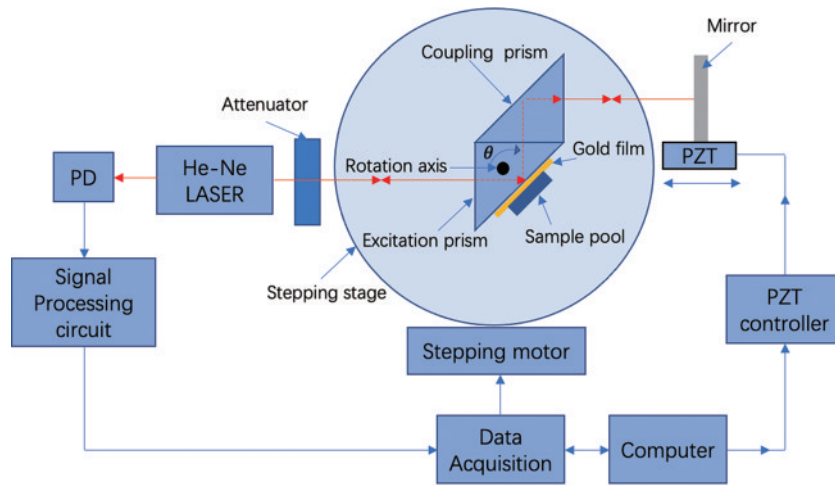 Coupling prism
Mirror
Attenuator
θ
Gold film
PD
He-Ne
LASER
Rotation axis
PZT
Excitation prism
Sample pool
Signal
Processing
circuit
Stepping stage
PZT
controller
Stepping motor
Data
Acquisition
Computer